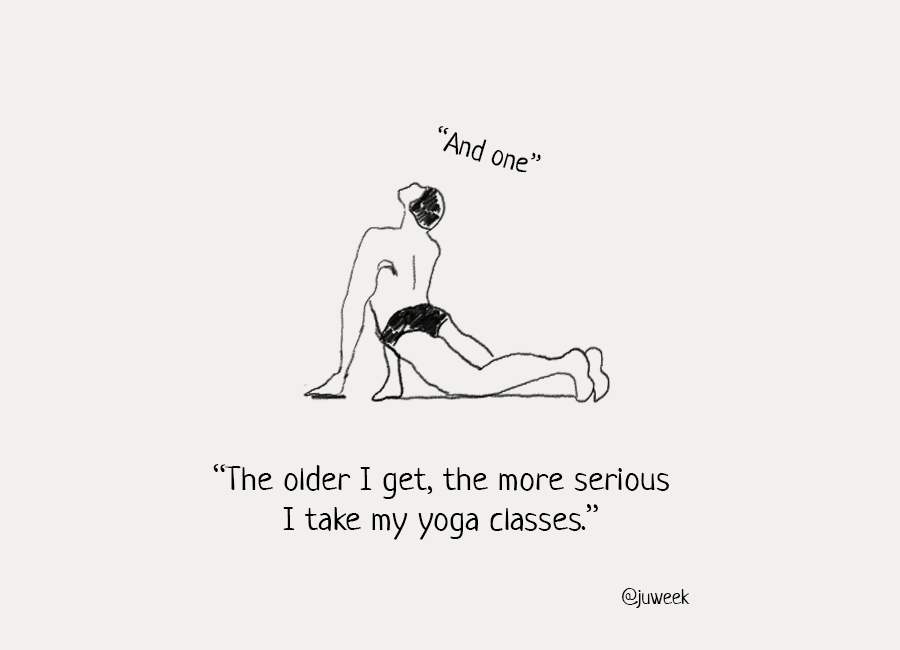 “And one”
“The older I get, the more serious
I take my yoga classes.”
@juweek